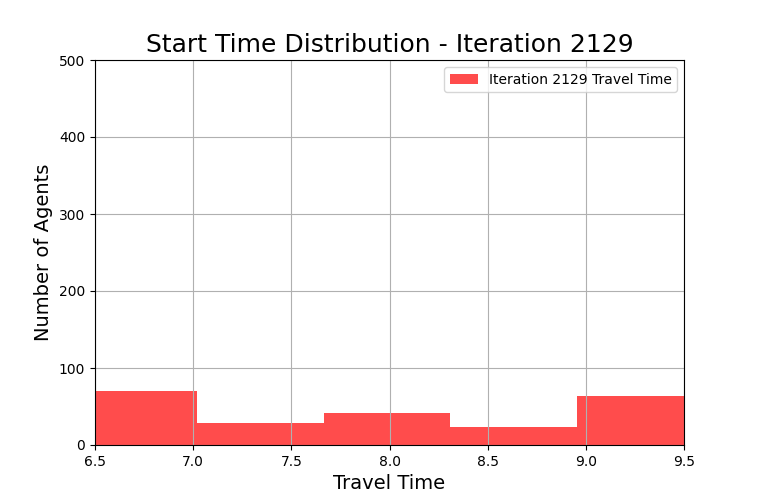 Start Time Distribution - Iteration 2129
500
Iteration 2129 Travel Time
400
300
200
100
0
Number of Agents
6.5 7.0 7.5 8.0 8.5 9.0 9.5
Travel Time